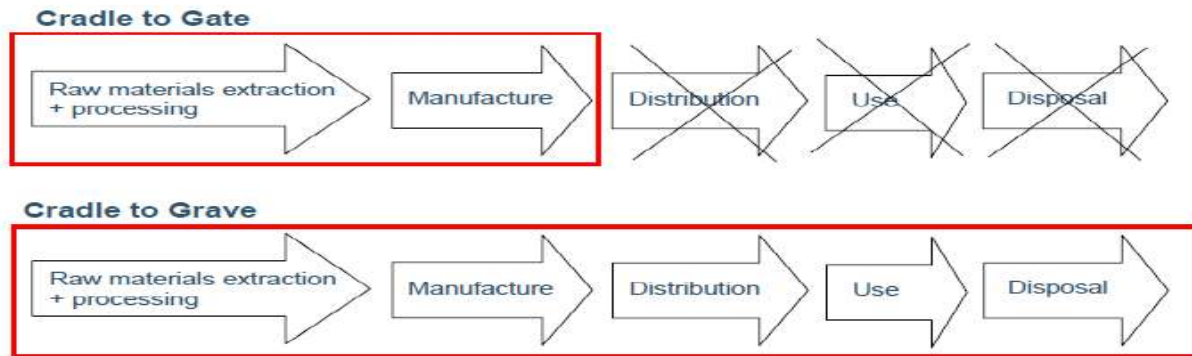 Cradle to Gate
Raw materials extraction
+ processing
Manufacture
Distribution
Use
Disposal
Cradle to Grave
Raw materials extraction
+ processing
Manufacture
Distribution
Use
Disposal